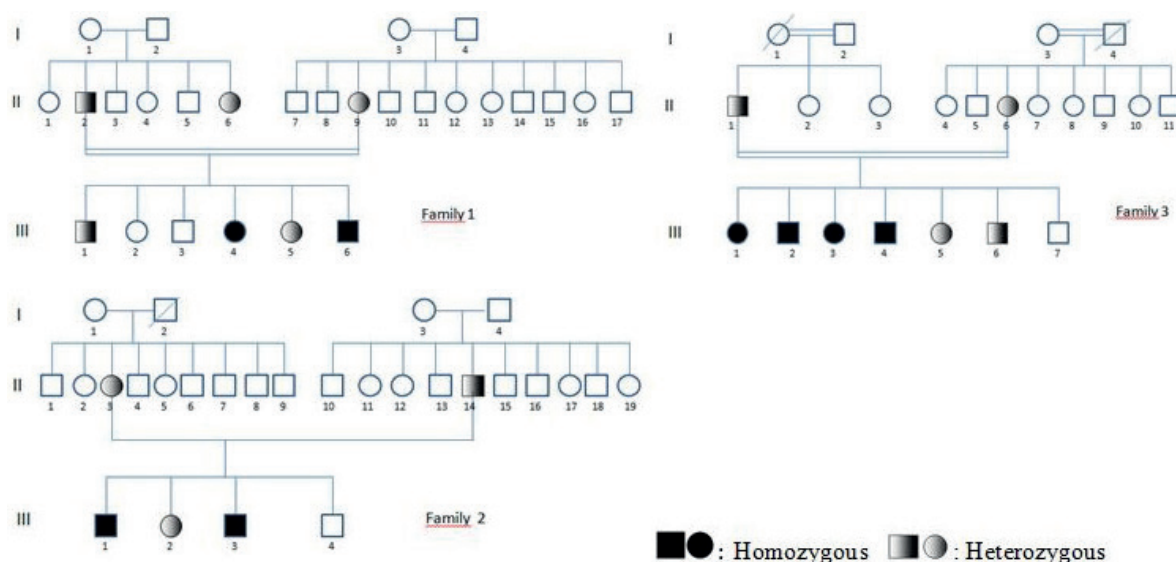 I
1 2 3 4
II
1 2 3 4 5 6 7 8 9 10 11 12 13 14 15 16 17
III
1 2 3 4 5 6
Family 1
I
1 2 3 4
II
1 2 3 4 5 6 7 8 9 10 11
III
1 2 3 4 5 6 7
Family 3
I
1 2 3 4
II
1 2 3 4 5 6 7 8 9 10 11 12 13 14 15 16 17 18 19
III
1 2 3 4
Family 2
: Homozygous : Heterozygous